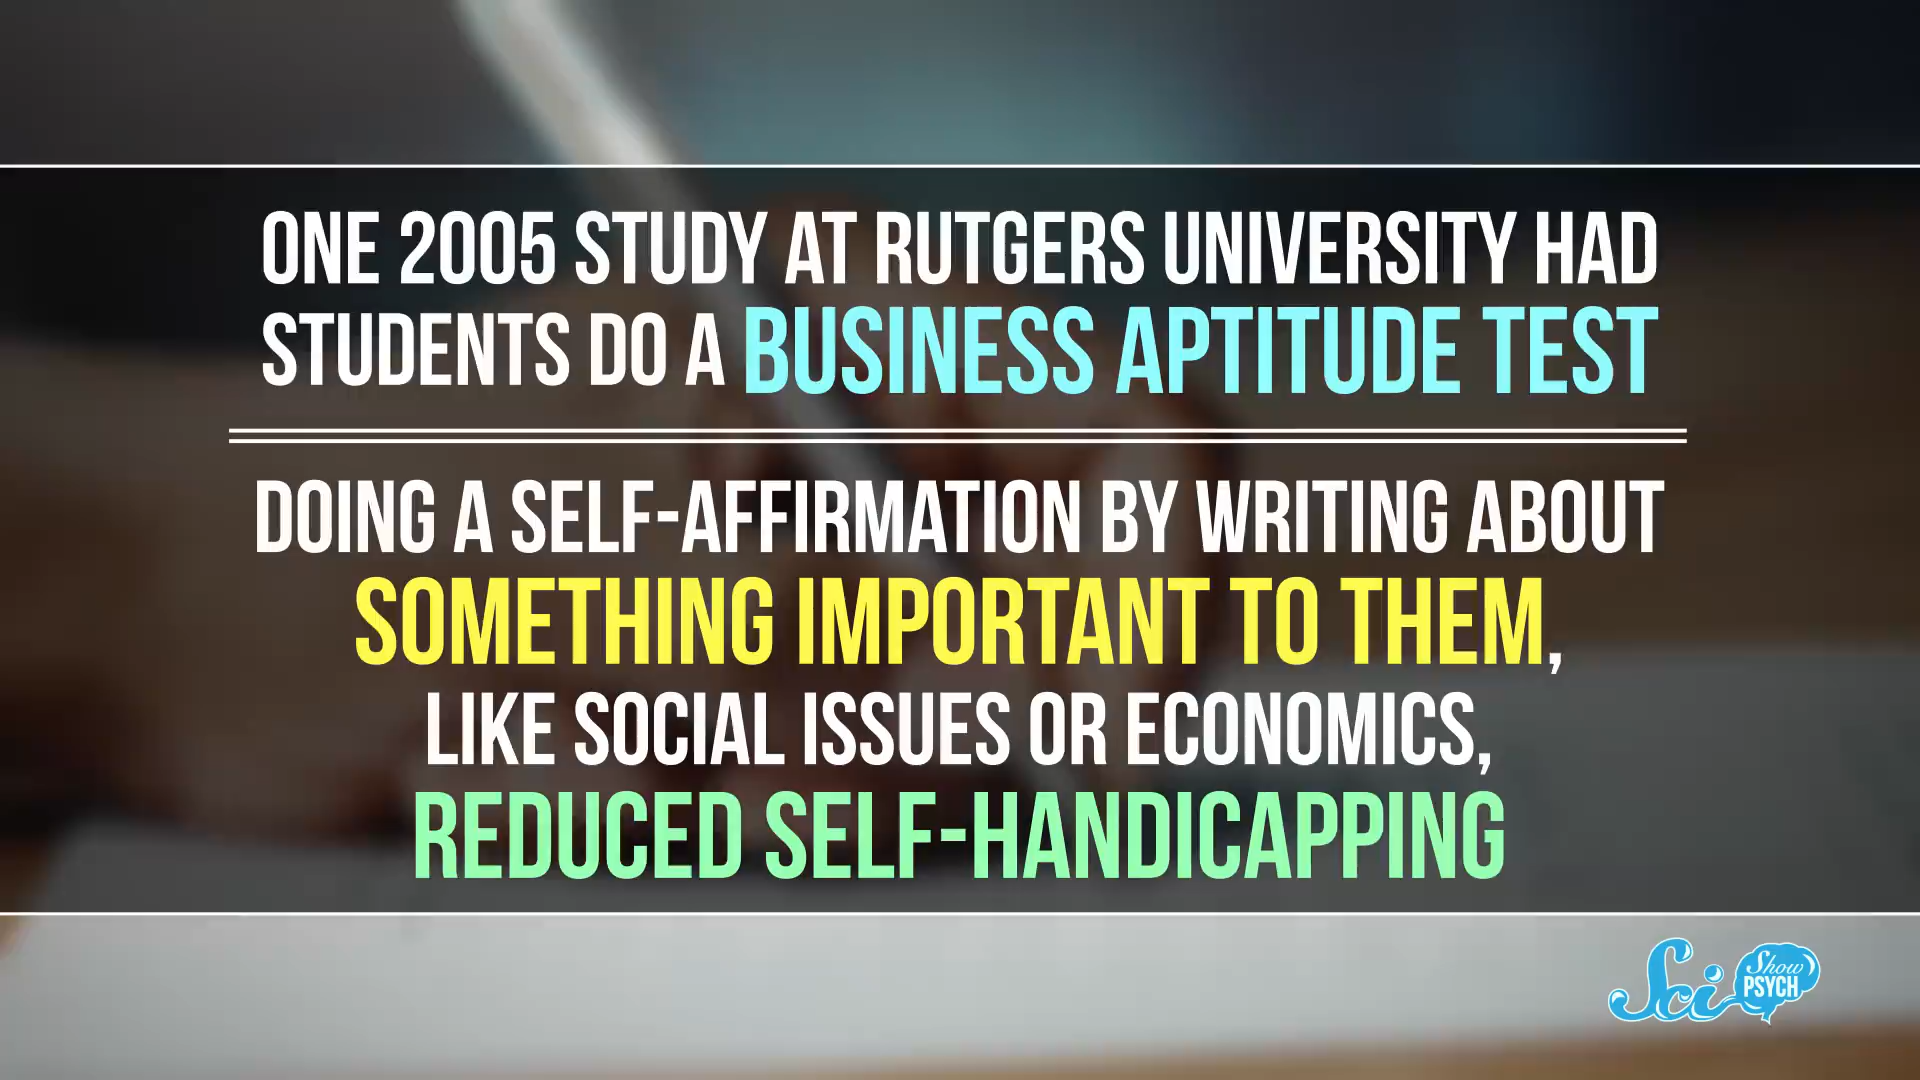 ONE 2005 STUDY AT RUTGERS UNIVERSITY HAD
STUDENTS DO A BUSINESS APTITUDE TEST
DOING A SELF-AFFIRMATION BY WRITING ABOUT
SOMETHING IMPORTANT TO THEM,
LIKE SOCIAL ISSUES OR ECONOMICS,
REDUCED SELF-HANDICAPPING
Sci Show
PSYCH